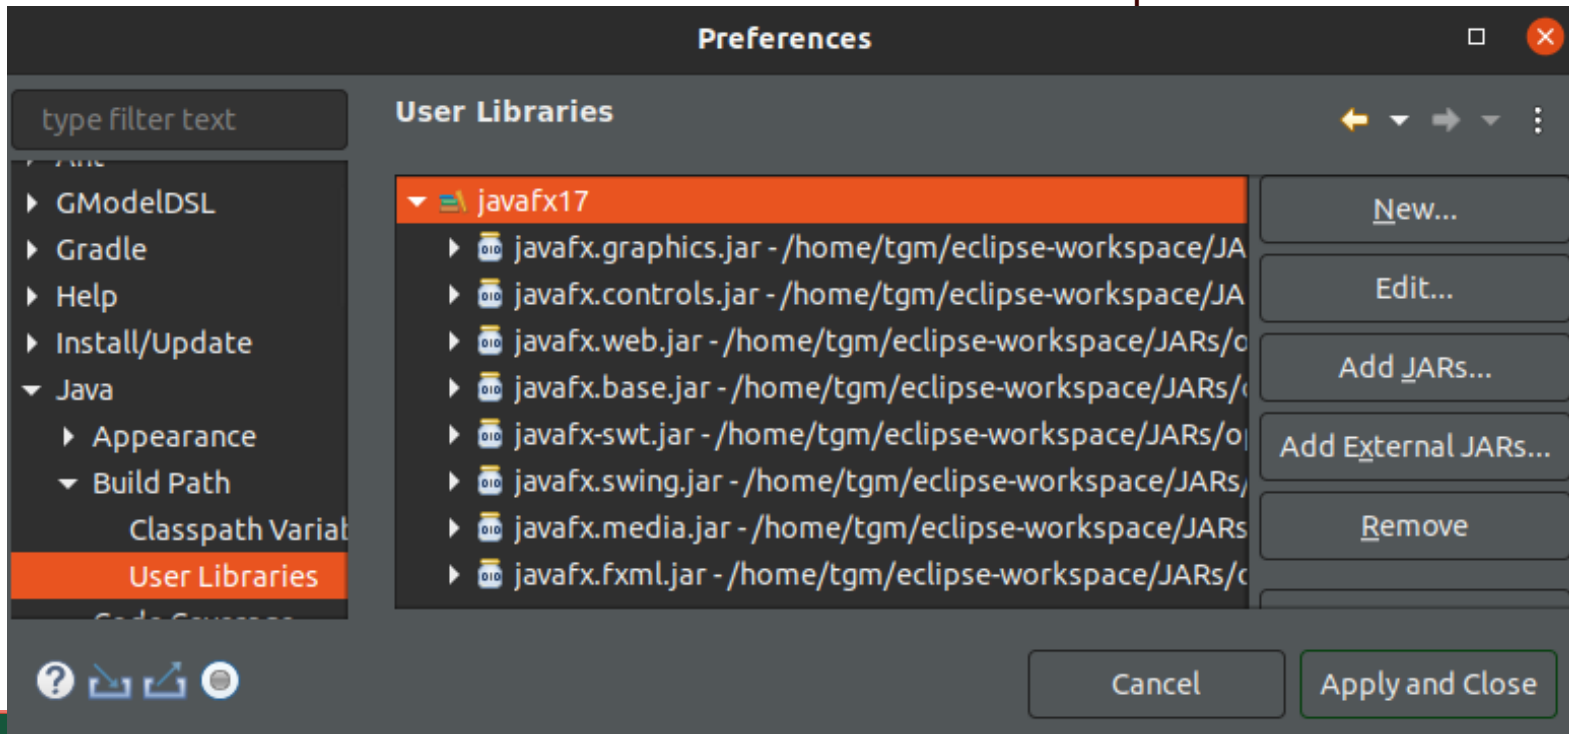 Preferences
type filter text
Ant
GModelDSL
Gradle
Help
Install/Update
Java
Appearance
Build Path
Classpath Variab
User Libraries
Code Coverage
User Libraries
javafx17
javafx.graphics.jar - /home/tgm/eclipse-workspace/JA
javafx.controls.jar - /home/tgm/eclipse-workspace/JA
javafx.web.jar - /home/tgm/eclipse-workspace/JARs/o
javafx.base.jar - /home/tgm/eclipse-workspace/JARs/
javafx-swt.jar - /home/tgm/eclipse-workspace/JARs/op
javafx.swing.jar - /home/tgm/eclipse-workspace/JARs/
javafx.media.jar - /home/tgm/eclipse-workspace/JARs
javafx.fxml.jar - /home/tgm/eclipse-workspace/JARs/o
New...
Edit...
Add JARs...
Add External JARs...
Remove
Cancel
Apply and Close